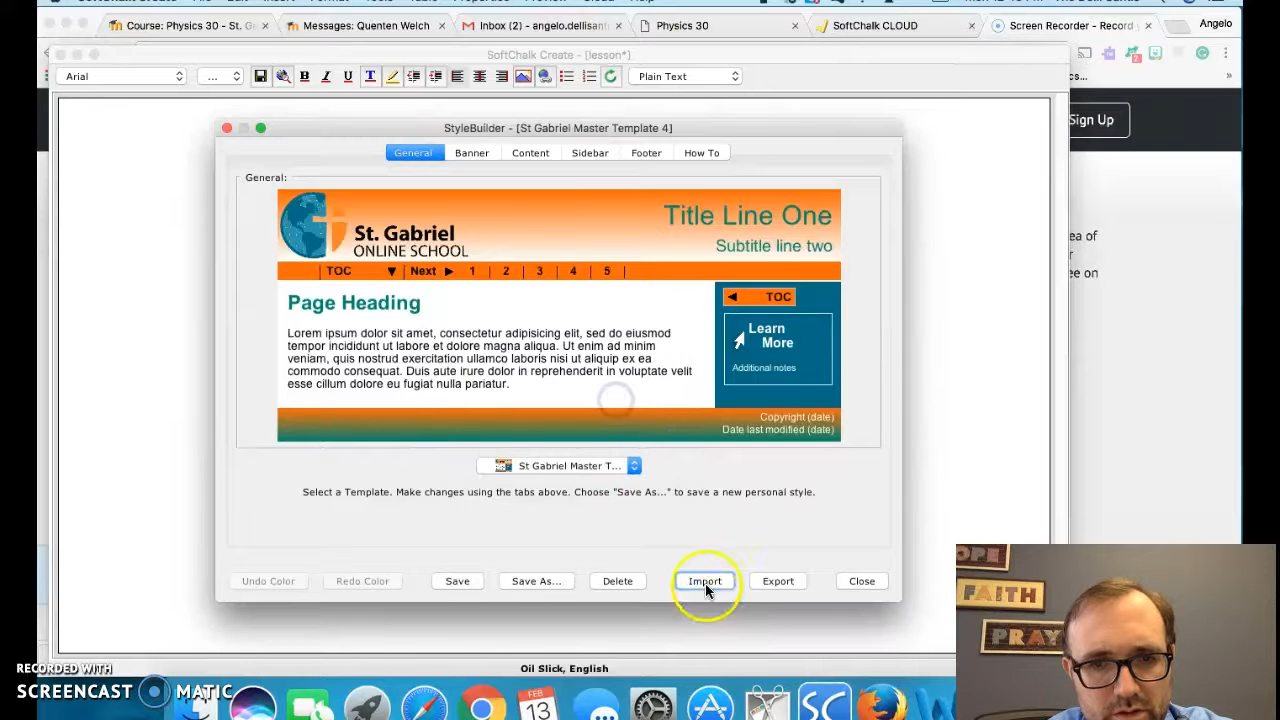 Course: Physics 30 - St. G
Messages: Quenten Welch
Inbox (2) - angelo.dellisant
Physics 30
SoftChalk CLOUD
Screen Recorder - Record
Angelo
SoftChalk Create - [lesson*]
Arial
...
B I U T
Plain Text
Sign Up
StyleBuilder - [St Gabriel Master Template 4]
General Banner Content Sidebar Footer How To
General:
St. Gabriel
ONLINE SCHOOL
Title Line One
Subtitle line two
TOC ▼ Next ▶ 1 2 3 4 5
Page Heading
Lorem ipsum dolor sit amet, consectetur adipisicing elit, sed do eiusmod
tempor incididunt ut labore et dolore magna aliqua. Ut enim ad minim
veniam, quis nostrud exercitation ullamco laboris nisi ut aliquip ex ea
commodo consequat. Duis aute irure dolor in reprehenderit in voluptate velit
esse cillum dolore eu fugiat nulla pariatur.
◀ TOC
Learn
More
Additional notes
Copyright (date)
Date last modified (date)
ea of
r
ee on
St Gabriel Master T...
Select a Template. Make changes using the tabs above. Choose "Save As..." to save a new personal style.
Undo Color Redo Color Save Save As... Delete Import Export Close
Oil Slick, English
RECORDED WITH
SCREENCAST MATIC
FEB
13
SC
HOPE
FAITH
PRAY